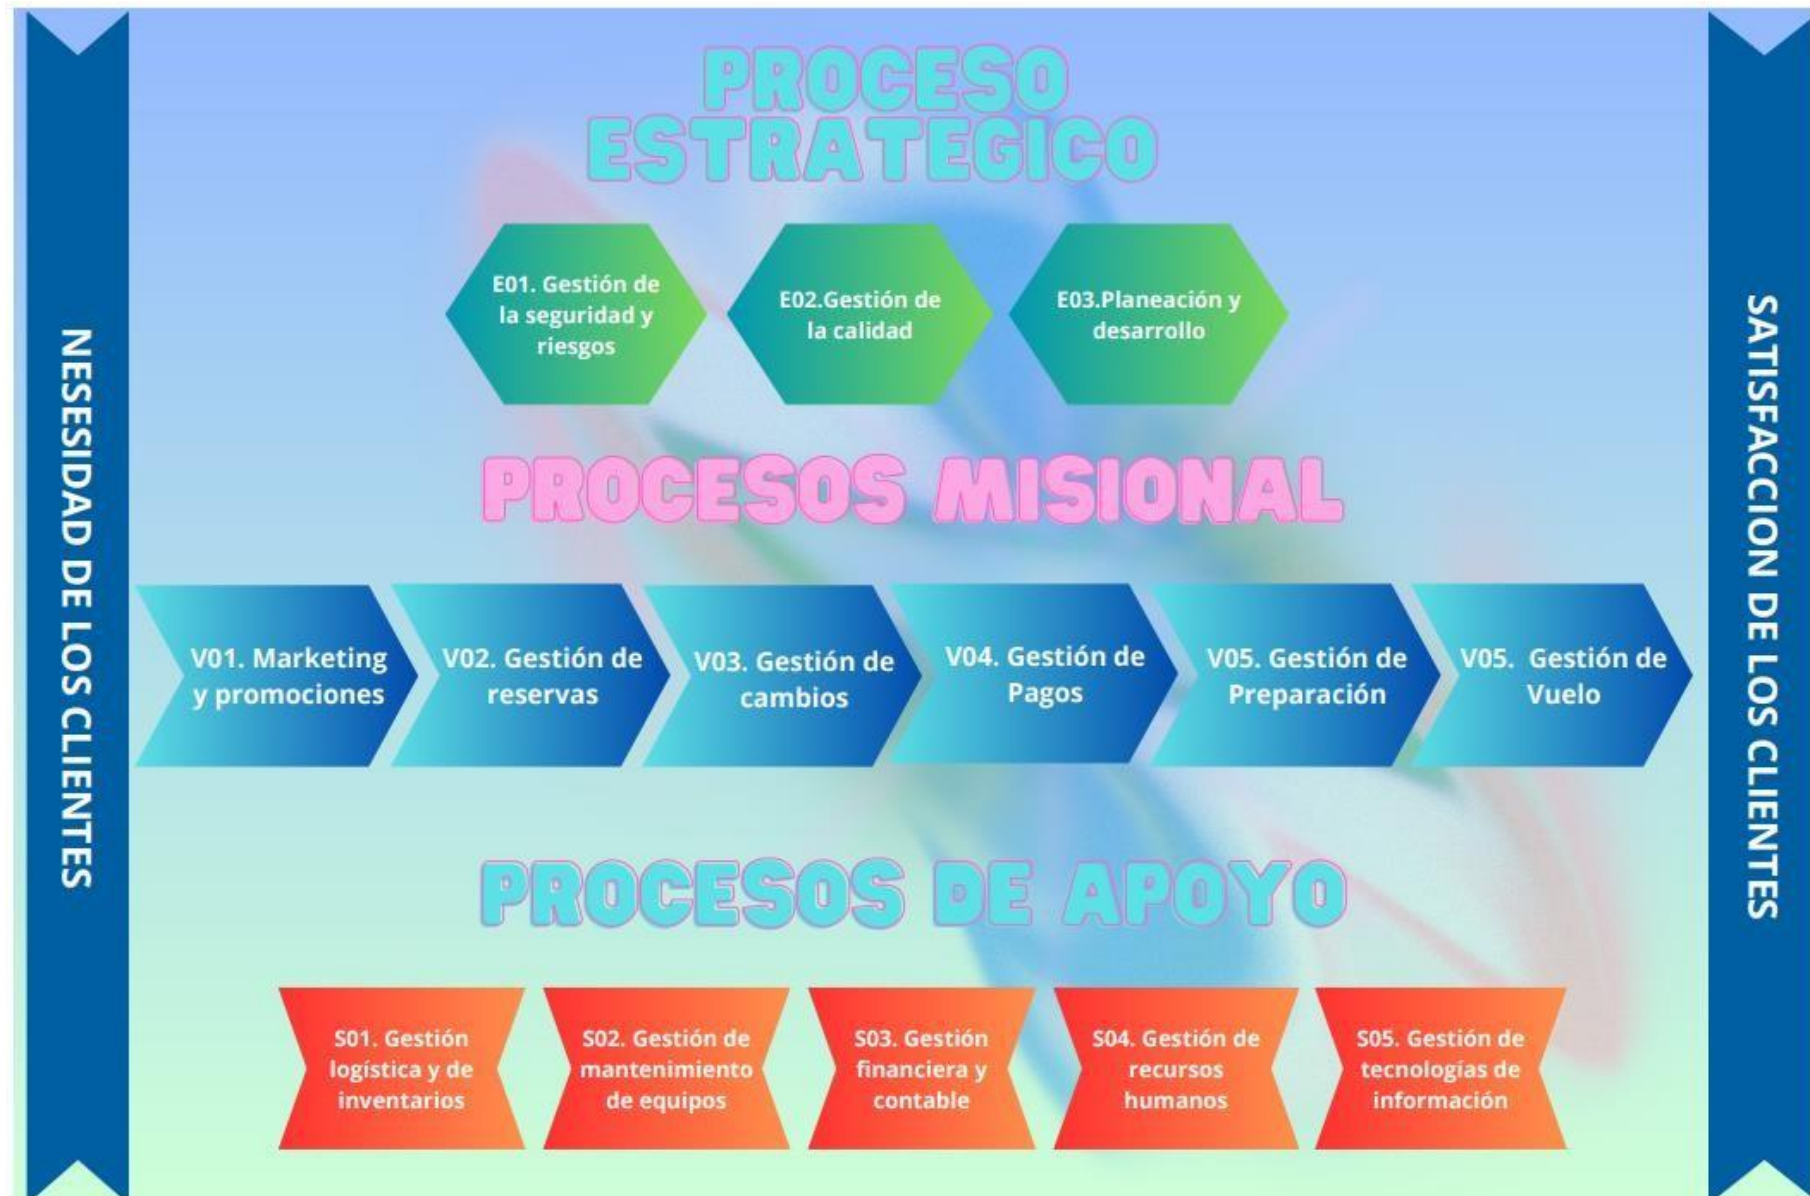 NESESIDAD DE LOS CLIENTES
PROCESO
ESTRATEGICO
E01. Gestión de
la seguridad y
riesgos
E02.Gestión de
la calidad
E03.Planeación y
desarrollo
PROCESOS MISIONAL
V01. Marketing
y promociones
V02. Gestión de
reservas
V03. Gestión de
cambios
V04. Gestión de
Pagos
V05. Gestión de
Preparación
V05. Gestión de
Vuelo
PROCESOS DE APOYO
S01. Gestión
logística y de
inventarios
S02. Gestión de
mantenimiento
de equipos
S03. Gestión
financiera y
contable
S04. Gestión de
recursos
humanos
S05. Gestión de
tecnologías de
información
SATISFACCION DE LOS CLIENTES